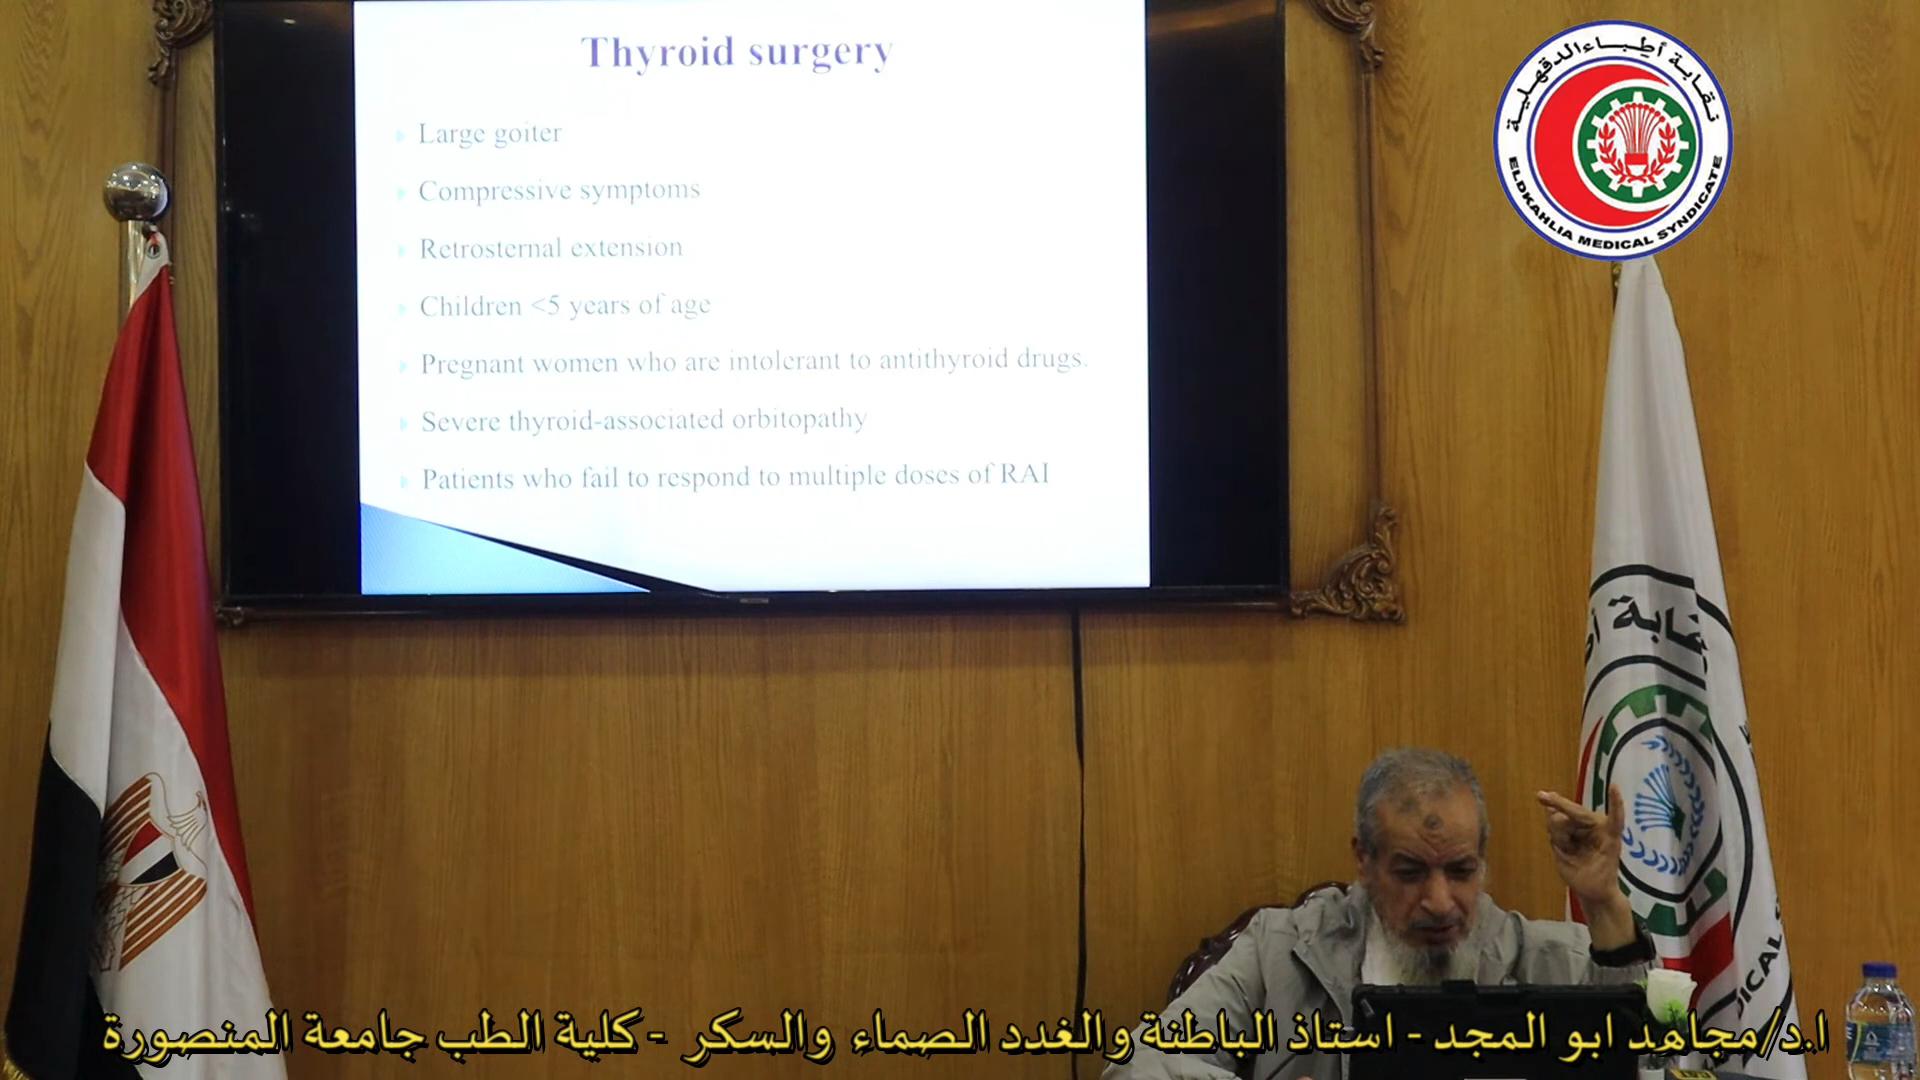 Thyroid surgery
Large goiter
Compressive symptoms
Retrosternal extension
Children <5 years of age
Pregnant women who are intolerant to antithyroid drugs.
Severe thyroid-associated orbitopathy
Patients who fail to respond to multiple doses of RAI
نقابة أطباء الدقهلية
ELDKAHLIA MEDICAL SYNDICATE
ا.د/مجاهد ابو المجد - استاذ الباطنة والغدد الصماء والسكر - كلية الطب جامعة المنصورة